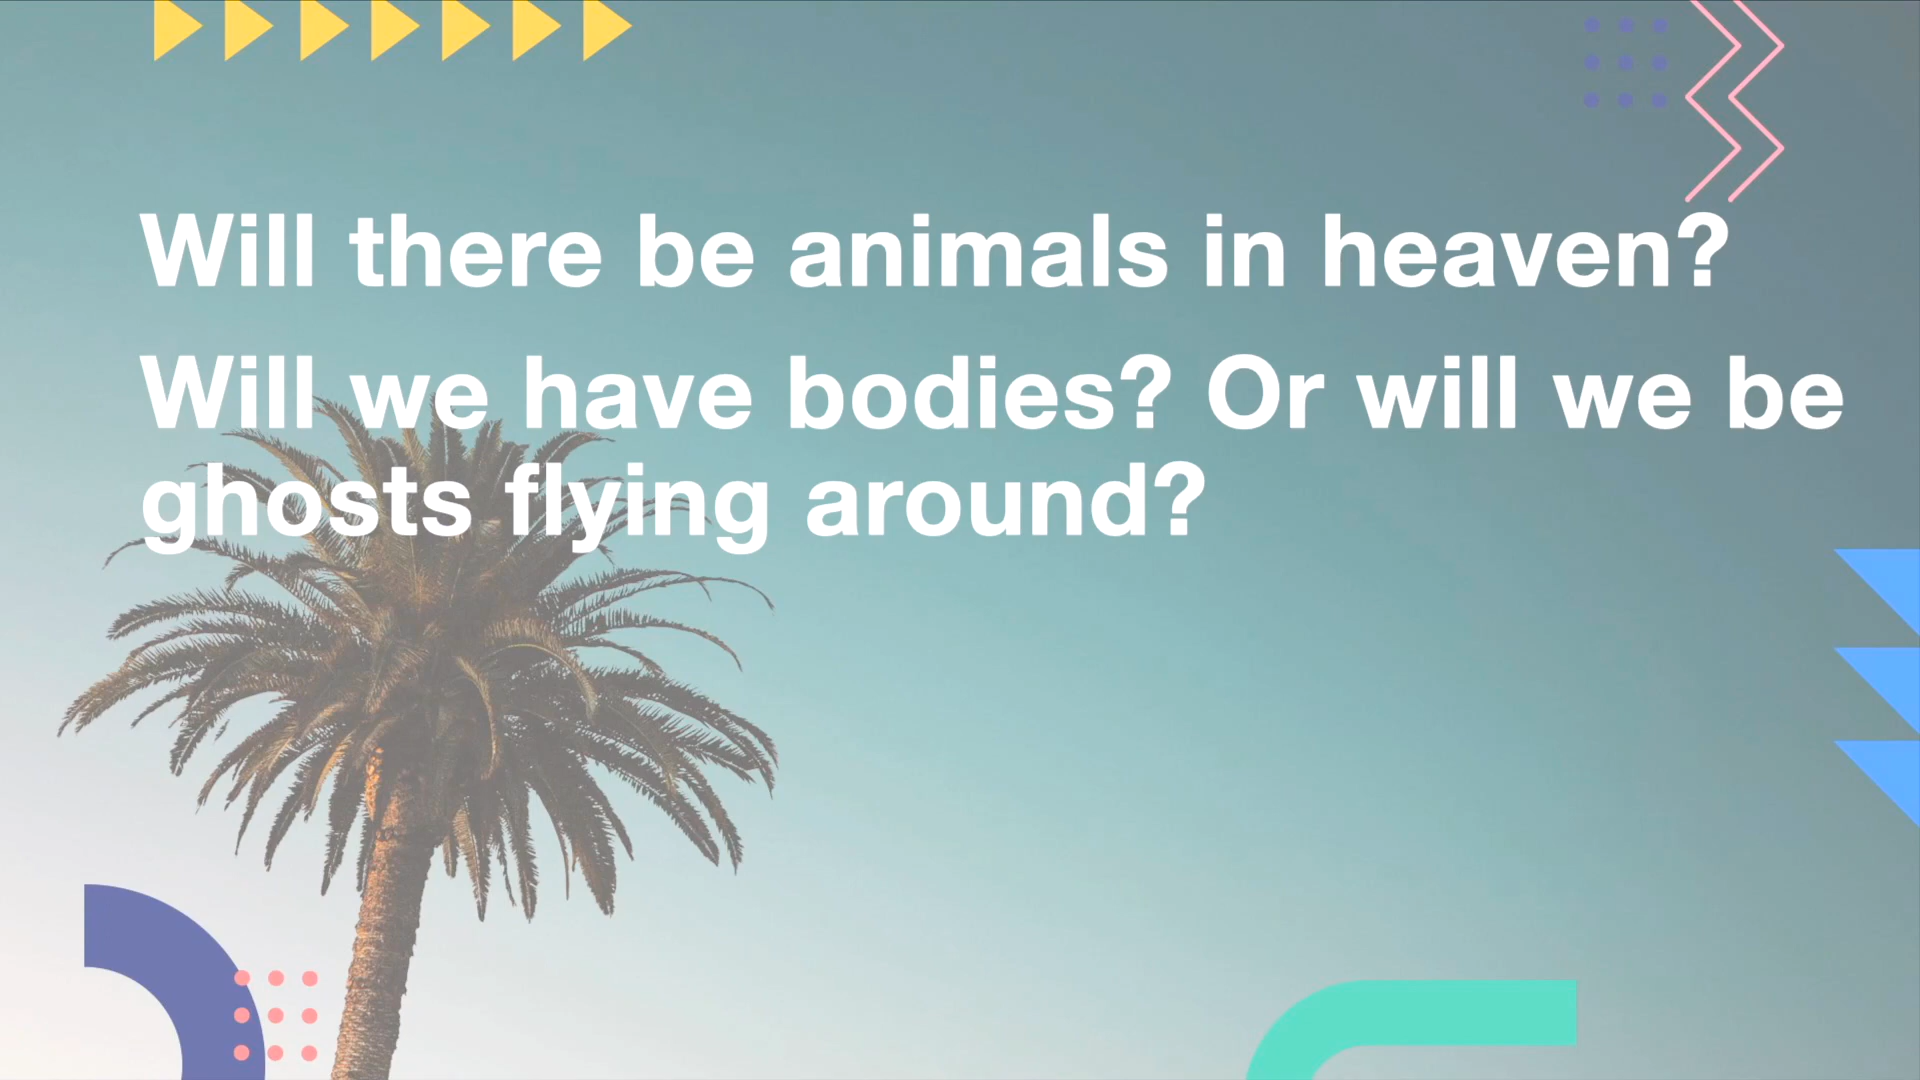 Will there be animals in heaven?
Will we have bodies? Or will we be
ghosts flying around?